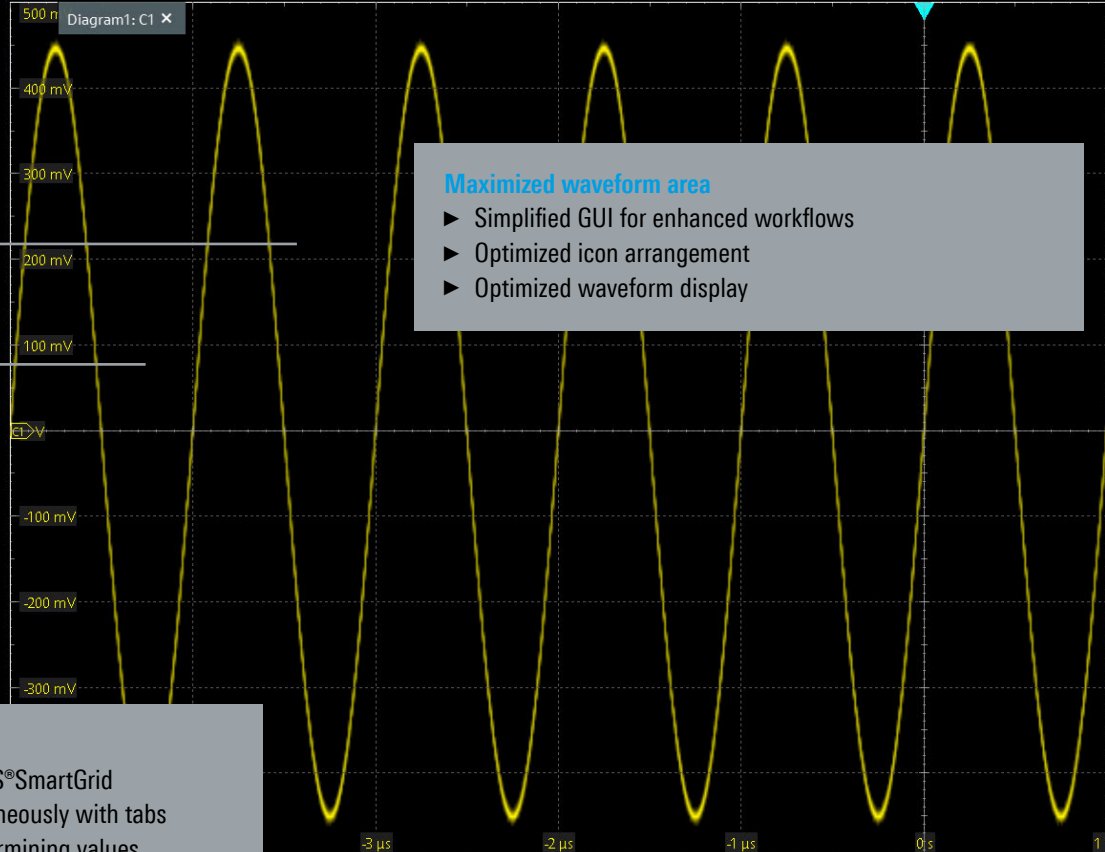 500 m
Diagram1: C1 ×
400 mV
300 mV
Maximized waveform area
► Simplified GUI for enhanced workflows
► Optimized icon arrangement
► Optimized waveform display
200 mV
100 mV
C1 V
-100 mV
-200 mV
-300 mV
S®SmartGrid
neously with tabs
rmining values
-3 µs
-2 µs
-1 µs
0 s
1